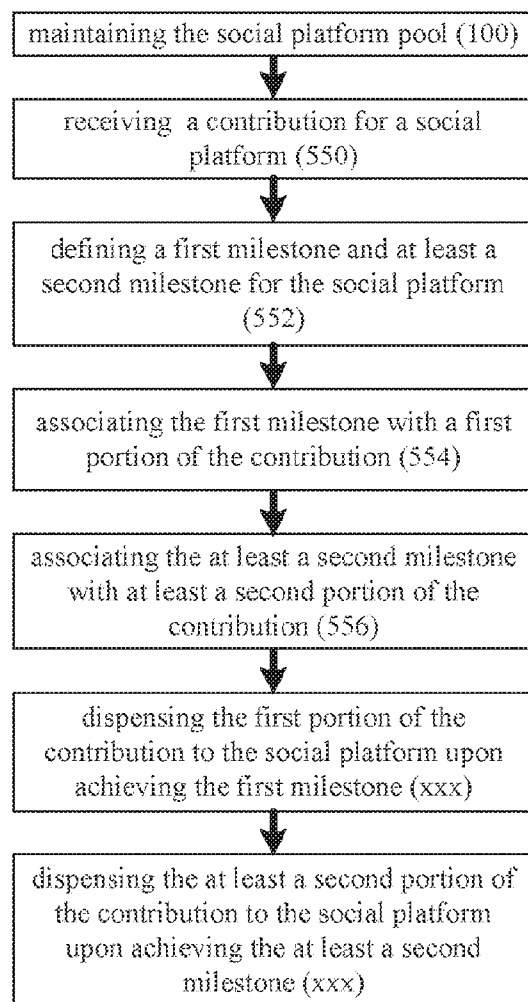 maintaining the social platform pool (100)
receiving a contribution for a social
platform (550)
defining a first milestone and at least a
second milestone for the social platform
(552)
associating the first milestone with a first
portion of the contribution (554)
associating the at least a second milestone
with at least a second portion of the
contribution (556)
dispensing the first portion of the
contribution to the social platform upon
achieving the first milestone (xxx)
dispensing the at least a second portion of
the contribution to the social platform
upon achieving the at least a second
milestone (xxx)